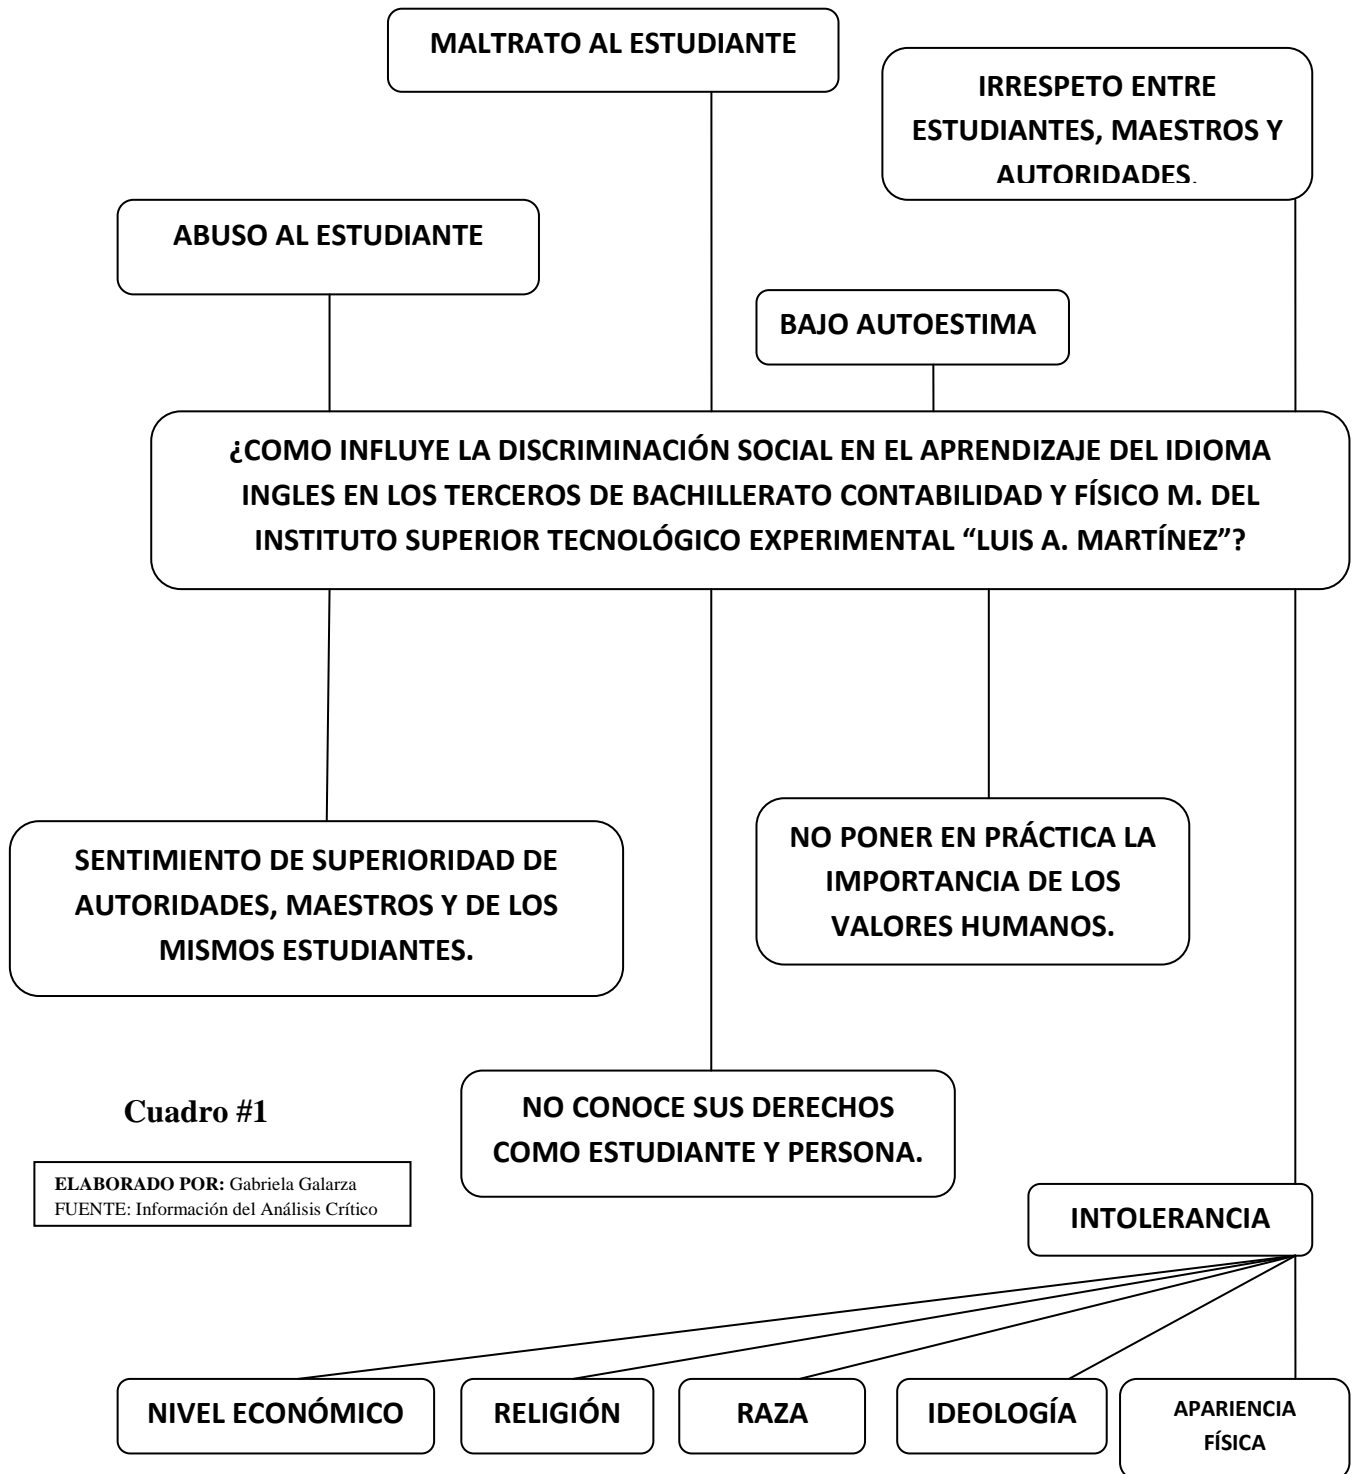 MALTRATO AL ESTUDIANTE
IRRESPETO ENTRE
ESTUDIANTES, MAESTROS Y
AUTORIDADES.
ABUSO AL ESTUDIANTE
BAJO AUTOESTIMA
¿COMO INFLUYE LA DISCRIMINACIÓN SOCIAL EN EL APRENDIZAJE DEL IDIOMA
INGLES EN LOS TERCEROS DE BACHILLERATO CONTABILIDAD Y FÍSICO M. DEL
INSTITUTO SUPERIOR TECNOLÓGICO EXPERIMENTAL “LUIS A. MARTÍNEZ”?
SENTIMIENTO DE SUPERIORIDAD DE
AUTORIDADES, MAESTROS Y DE LOS
MISMOS ESTUDIANTES.
NO PONER EN PRÁCTICA LA
IMPORTANCIA DE LOS
VALORES HUMANOS.
NO CONOCE SUS DERECHOS
COMO ESTUDIANTE Y PERSONA.
Cuadro #1
ELABORADO POR: Gabriela Galarza
FUENTE: Información del Análisis Crítico
INTOLERANCIA
NIVEL ECONÓMICO
RELIGIÓN
RAZA
IDEOLOGÍA
APARIENCIA
FÍSICA